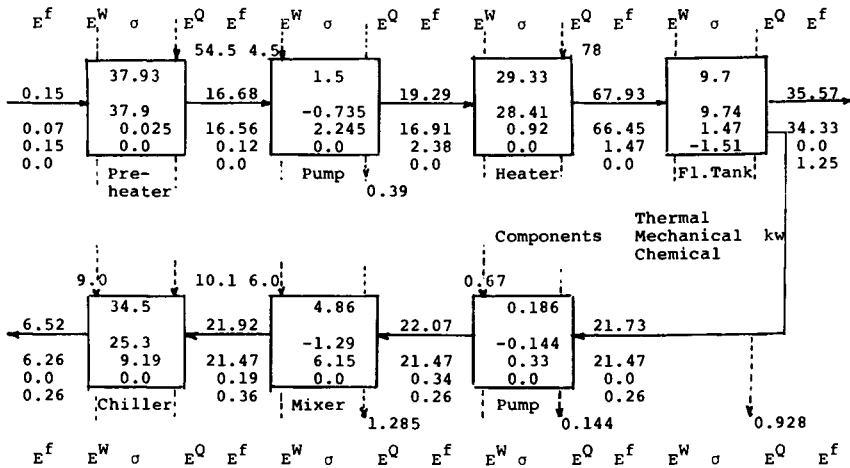 E^f E^W σ E^Q E^f E^W σ E^Q E^f E^W σ E^Q E^f E^W σ E^Q E^f
54.5 4.5 78
37.93 1.5 29.33 9.7
0.15 16.68 19.29 67.93 35.57
37.9 -0.735 28.41 9.74
0.07 0.025 16.56 2.245 16.91 0.92 66.45 1.47 34.33
0.15 0.0 0.12 0.0 2.38 0.0 1.47 -1.51 0.0
0.0 0.0 0.0 0.0 1.25
Pre-heater Pump 0.39 Heater Fl.Tank
Thermal
Components Mechanical kw
Chemical
9.0 10.1 6.0 0.67
34.5 4.86 0.186
6.52 21.92 22.07 21.73
25.3 -1.29 -0.144
6.26 9.19 21.47 6.15 21.47 0.33 21.47
0.0 0.0 0.19 0.0 0.34 0.0 0.0
0.26 0.36 0.26 0.26
Chiller Mixer Pump
1.285 0.144 0.928
E^f E^W σ E^Q E^f E^W σ E^Q E^f E^W σ E^Q E^f E^W σ E^Q E^f